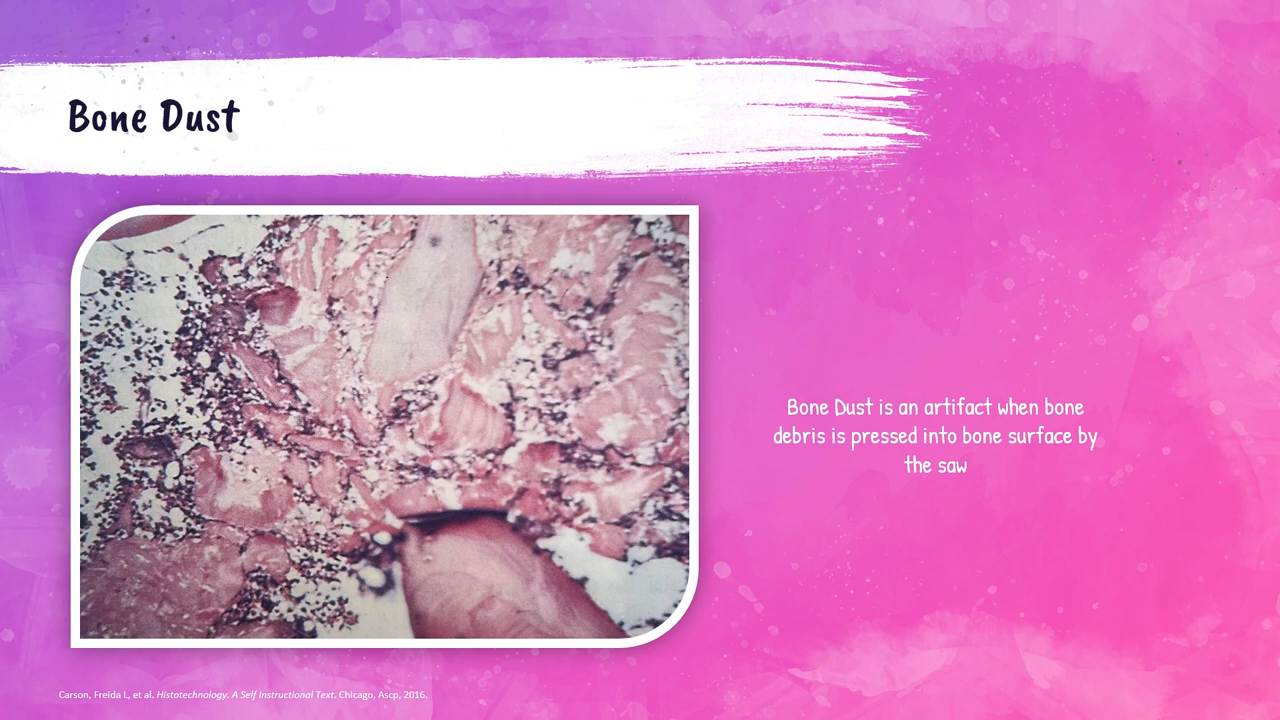 Bone Dust
Bone Dust is an artifact when bone
debris is pressed into bone surface by
the saw
Carson, Freida L, et al. Histotechnology. A Self Instructional Text. Chicago, Ascp, 2016.